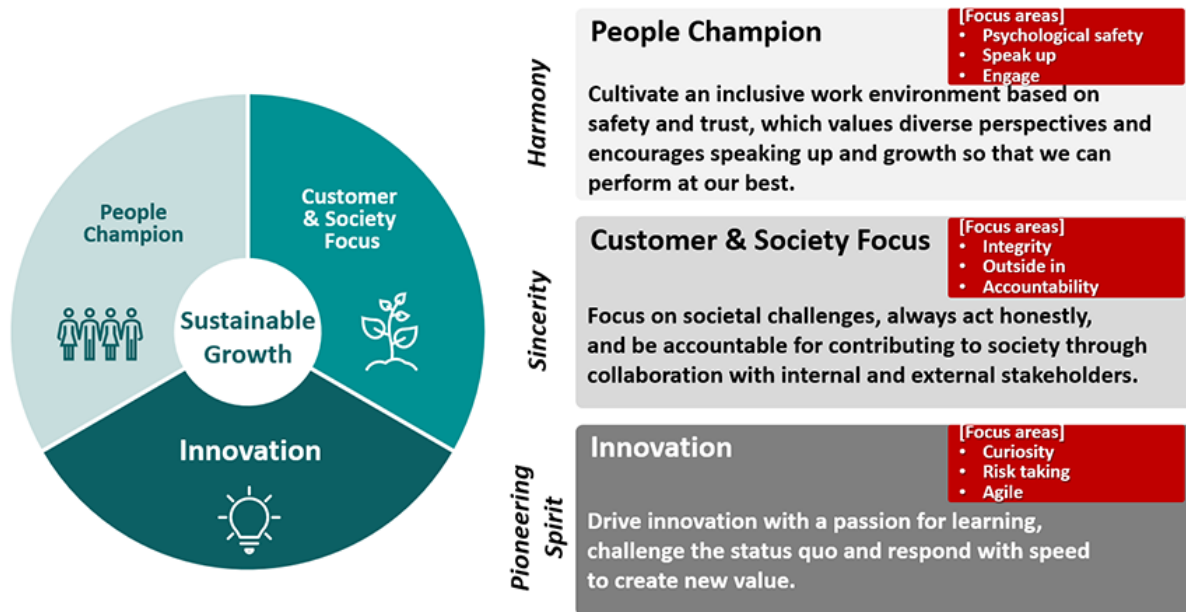 People
Champion
Customer
& Society
Focus
Sustainable
Growth
Innovation
Harmony
People Champion
[Focus areas]
• Psychological safety
• Speak up
• Engage
Cultivate an inclusive work environment based on
safety and trust, which values diverse perspectives and
encourages speaking up and growth so that we can
perform at our best.
Sincerity
Customer & Society Focus
[Focus areas]
• Integrity
• Outside in
• Accountability
Focus on societal challenges, always act honestly,
and be accountable for contributing to society through
collaboration with internal and external stakeholders.
Pioneering
Spirit
Innovation
[Focus areas]
• Curiosity
• Risk taking
• Agile
Drive innovation with a passion for learning,
challenge the status quo and respond with speed
to create new value.